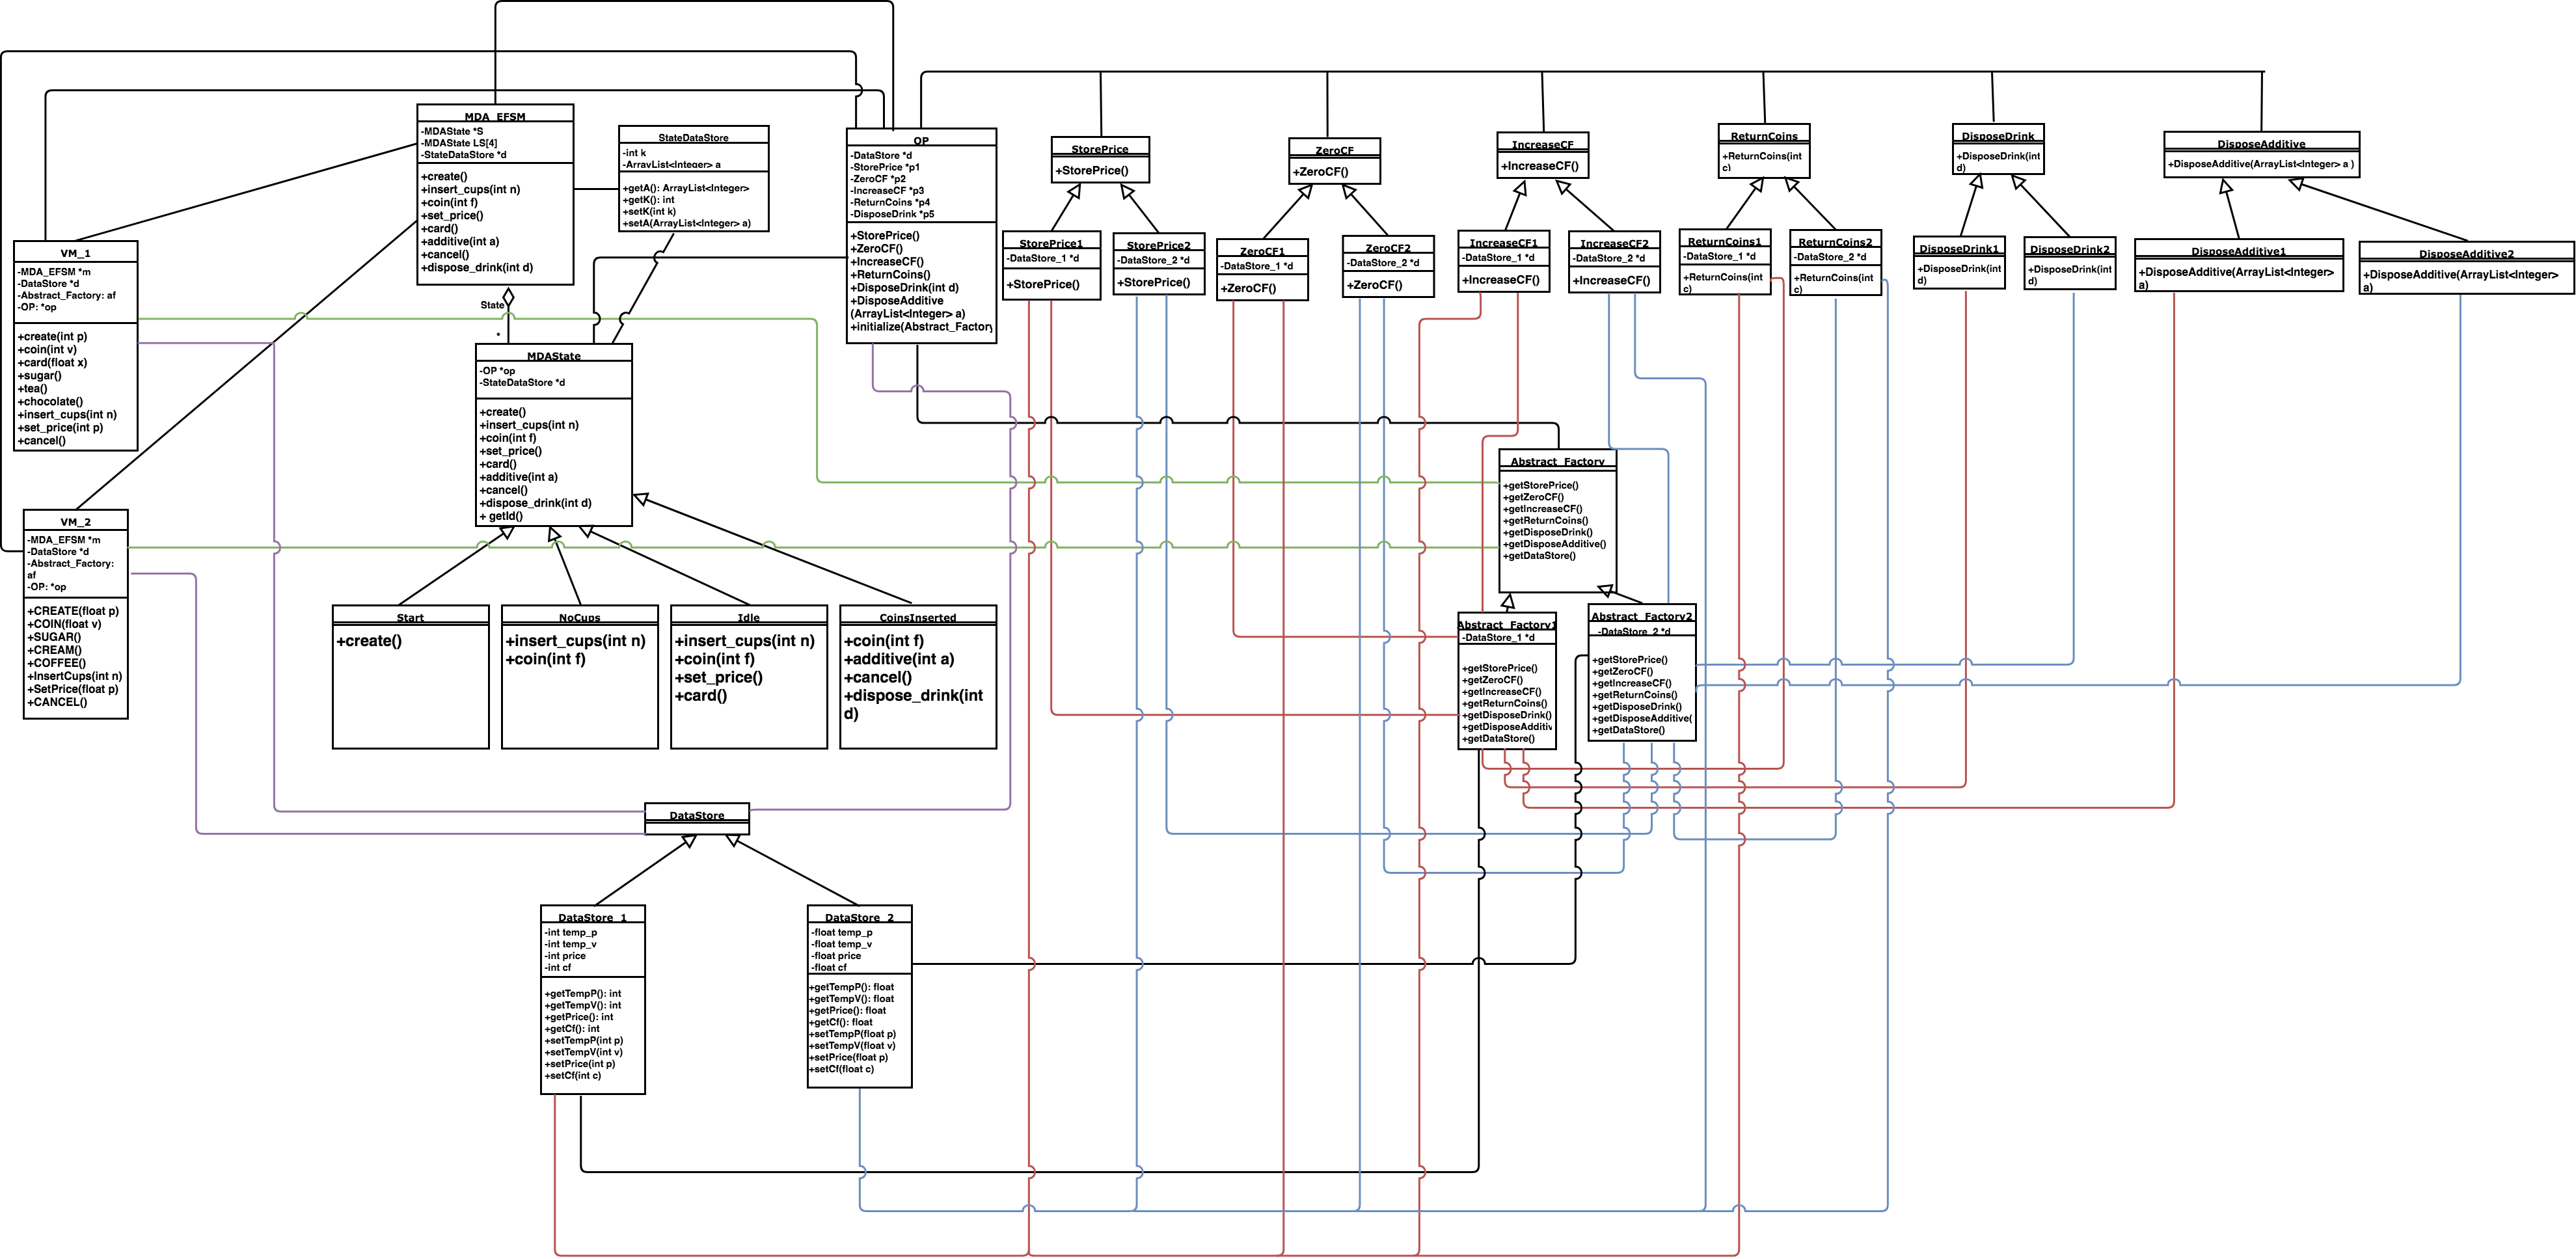 MDA_EFSM
-MDAState *S
-MDAState LS[4]
-StateDataStore *d
+create()
+insert_cups(int n)
+coin(int f)
+set_price()
+card()
+additive(int a)
+cancel()
+dispose_drink(int d)
StateDataStore
-int k
-ArrayList<Integer> a
+getA(): ArrayList<Integer>
+getK(): int
+setK(int k)
+setA(ArrayList<Integer> a)
OP
-DataStore *d
-StorePrice *p1
-ZeroCF *p2
-IncreaseCF *p3
-ReturnCoins *p4
-DisposeDrink *p5
+StorePrice()
+ZeroCF()
+IncreaseCF()
+ReturnCoins()
+DisposeDrink(int d)
+DisposeAdditive
(ArrayList<Integer> a)
+initialize(Abstract_Factory
StorePrice
+StorePrice()
ZeroCF
+ZeroCF()
IncreaseCF
+IncreaseCF()
ReturnCoins
+ReturnCoins(int
c)
DisposeDrink
+DisposeDrink(int
d)
DisposeAdditive
+DisposeAdditive(ArrayList<Integer> a )
StorePrice1
-DataStore_1 *d
+StorePrice()
StorePrice2
-DataStore_2 *d
+StorePrice()
ZeroCF1
-DataStore_1 *d
+ZeroCF()
ZeroCF2
-DataStore_2 *d
+ZeroCF()
IncreaseCF1
-DataStore_1 *d
+IncreaseCF()
IncreaseCF2
-DataStore_2 *d
+IncreaseCF()
ReturnCoins1
-DataStore_1 *d
+ReturnCoins(int
c)
ReturnCoins2
-DataStore_2 *d
+ReturnCoins(int
c)
DisposeDrink1
+DisposeDrink(int
d)
DisposeDrink2
+DisposeDrink(int
d)
DisposeAdditive1
+DisposeAdditive(ArrayList<Integer>
a)
DisposeAdditive2
+DisposeAdditive(ArrayList<Integer>
a)
VM_1
-MDA_EFSM *m
-DataStore *d
-Abstract_Factory: af
-OP: *op
+create(int p)
+coin(int v)
+card(float x)
+sugar()
+tea()
+chocolate()
+insert_cups(int n)
+set_price(int p)
+cancel()
State
*
MDAState
-OP *op
-StateDataStore *d
+create()
+insert_cups(int n)
+coin(int f)
+set_price()
+card()
+additive(int a)
+cancel()
+dispose_drink(int d)
+ getId()
Abstract_Factory
+getStorePrice()
+getZeroCF()
+getIncreaseCF()
+getReturnCoins()
+getDisposeDrink()
+getDisposeAdditive()
+getDataStore()
VM_2
-MDA_EFSM *m
-DataStore *d
-Abstract_Factory:
af
-OP: *op
+CREATE(float p)
+COIN(float v)
+SUGAR()
+CREAM()
+COFFEE()
+InsertCups(int n)
+SetPrice(float p)
+CANCEL()
Start
+create()
NoCups
+insert_cups(int n)
+coin(int f)
Idle
+insert_cups(int n)
+coin(int f)
+set_price()
+card()
CoinsInserted
+coin(int f)
+additive(int a)
+cancel()
+dispose_drink(int
d)
Abstract_Factory1
-DataStore_1 *d
+getStorePrice()
+getZeroCF()
+getIncreaseCF()
+getReturnCoins()
+getDisposeDrink()
+getDisposeAdditiv
+getDataStore()
Abstract_Factory2
-DataStore_2 *d
+getStorePrice()
+getZeroCF()
+getIncreaseCF()
+getReturnCoins()
+getDisposeDrink()
+getDisposeAdditive(
+getDataStore()
DataStore
DataStore_1
-int temp_p
-int temp_v
-int price
-int cf
+getTempP(): int
+getTempV(): int
+getPrice(): int
+getCf(): int
+setTempP(int p)
+setTempV(int v)
+setPrice(int p)
+setCf(int c)
DataStore_2
-float temp_p
-float temp_v
-float price
-float cf
+getTempP(): float
+getTempV(): float
+getPrice(): float
+getCf(): float
+setTempP(float p)
+setTempV(float v)
+setPrice(float p)
+setCf(float c)